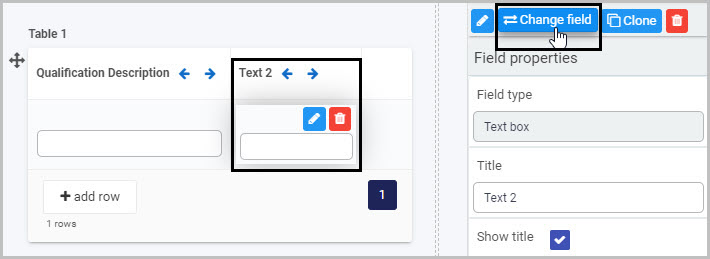 Table 1
Qualification Description
Text 2
add row
1
1 rows
Change field
Clone
Field properties
Field type
Text box
Title
Text 2
Show title